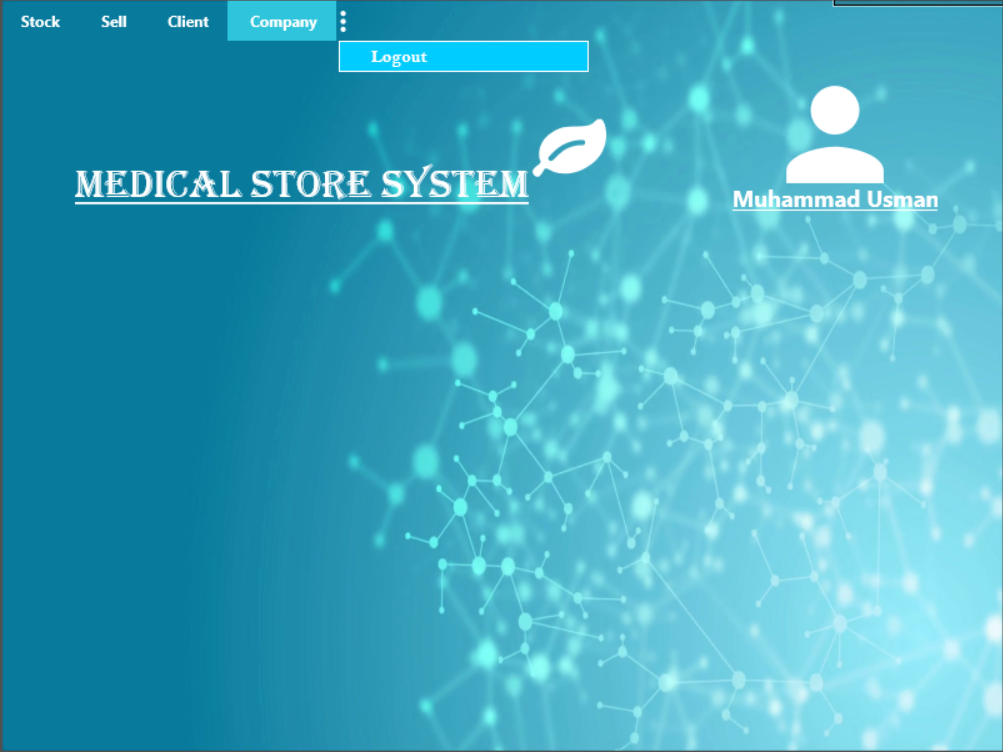 Stock Sell Client Company
Logout
MEDICAL STORE SYSTEM
Muhammad Usman